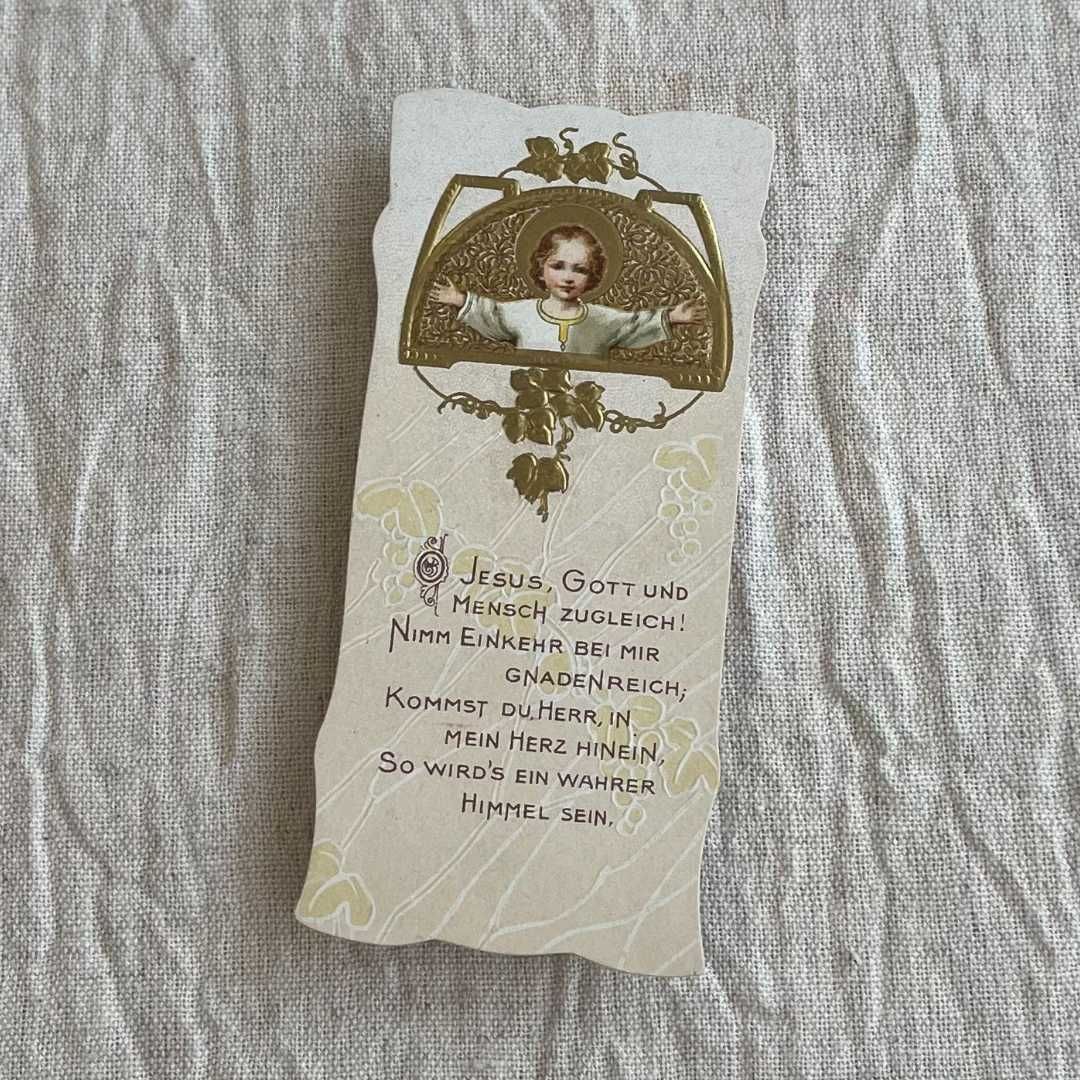 O JESUS, GOTT UND
MENSCH ZUGLEICH!
NIMM EINKEHR BEI MIR
GNADENREICH;
KOMMST DU, HERR, IN
MEIN HERZ HINEIN,
SO WIRD'S EIN WAHRER
HIMMEL SEIN.